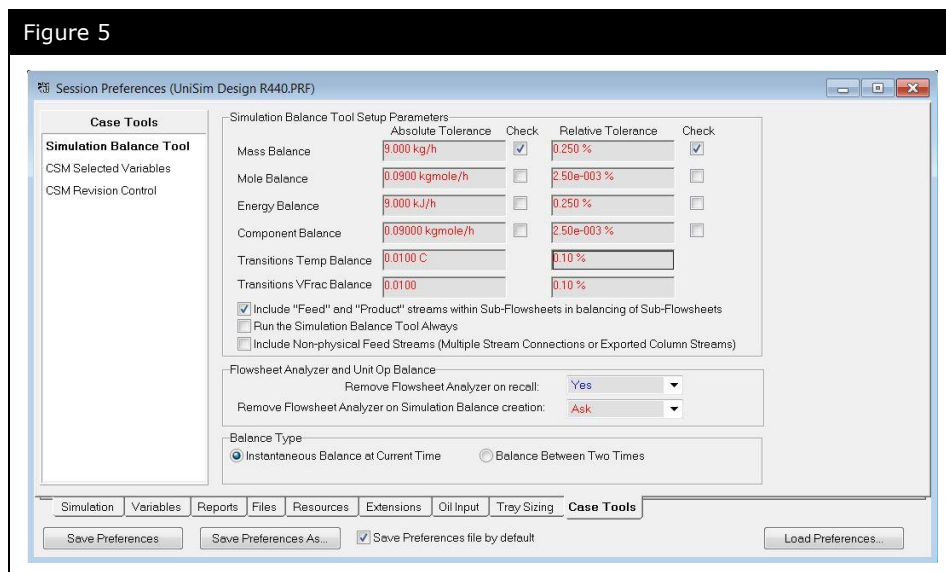 Figure 5
Session Preferences (UniSim Design R440.PRF)
Case Tools
Simulation Balance Tool
CSM Selected Variables
CSM Revision Control
Simulation Balance Tool Setup Parameters
Absolute Tolerance Check Relative Tolerance Check
Mass Balance 9.000 kg/h 0.250 %
Mole Balance 0.0900 kgmole/h 2.50e-003 %
Energy Balance 9.000 kJ/h 0.250 %
Component Balance 0.09000 kgmole/h 2.50e-003 %
Transitions Temp Balance 0.0100 C 0.10 %
Transitions VFrac Balance 0.0100 0.10 %
Include "Feed" and "Product" streams within Sub-Flowsheets in balancing of Sub-Flowsheets
Run the Simulation Balance Tool Always
Include Non-physical Feed Streams (Multiple Stream Connections or Exported Column Streams)
Flowsheet Analyzer and Unit Op Balance
Remove Flowsheet Analyzer on recall: Yes
Remove Flowsheet Analyzer on Simulation Balance creation: Ask
Balance Type
Instantaneous Balance at Current Time Balance Between Two Times
Simulation Variables Reports Files Resources Extensions Oil Input Tray Sizing Case Tools
Save Preferences Save Preferences As... Save Preferences file by default Load Preferences...